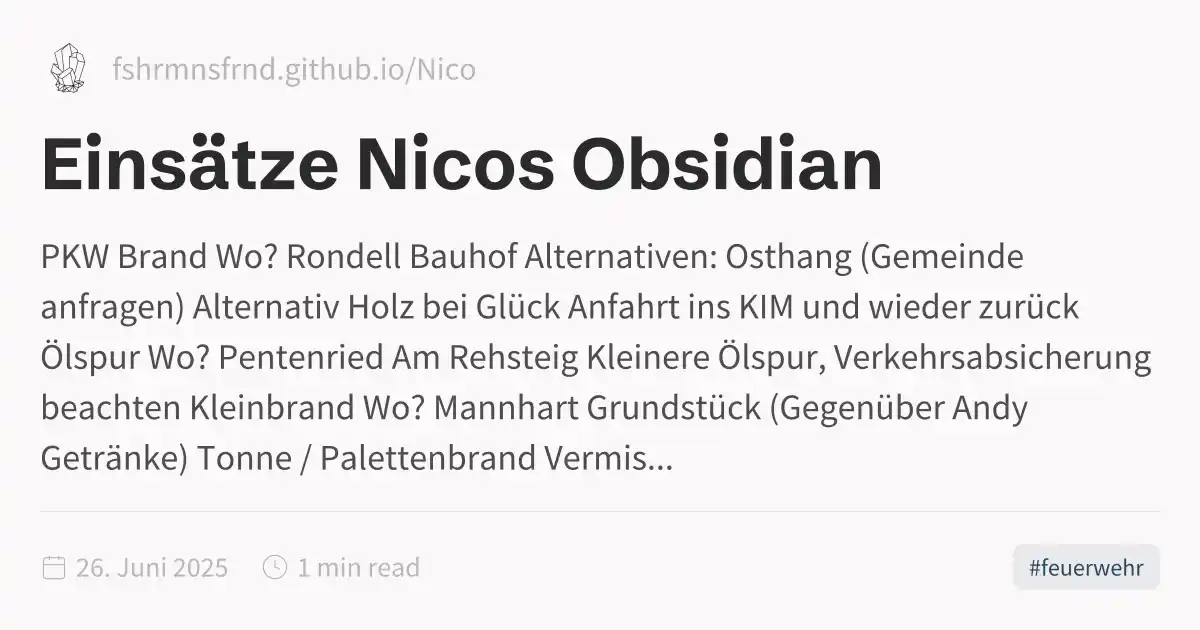 fshrmnsfrnd.github.io/Nico
Einsätze Nicos Obsidian
PKW Brand Wo? Rondell Bauhof Alternativen: Osthang (Gemeinde
anfragen) Alternativ Holz bei Glück Anfahrt ins KIM und wieder zurück
Ölspur Wo? Pentenried Am Rehsteig Kleinere Ölspur, Verkehrsabsicherung
beachten Kleinbrand Wo? Mannhart Grundstück (Gegenüber Andy
Getränke) Tonne / Palettenbrand Vermis...
26. Juni 2025 1 min read #feuerwehr